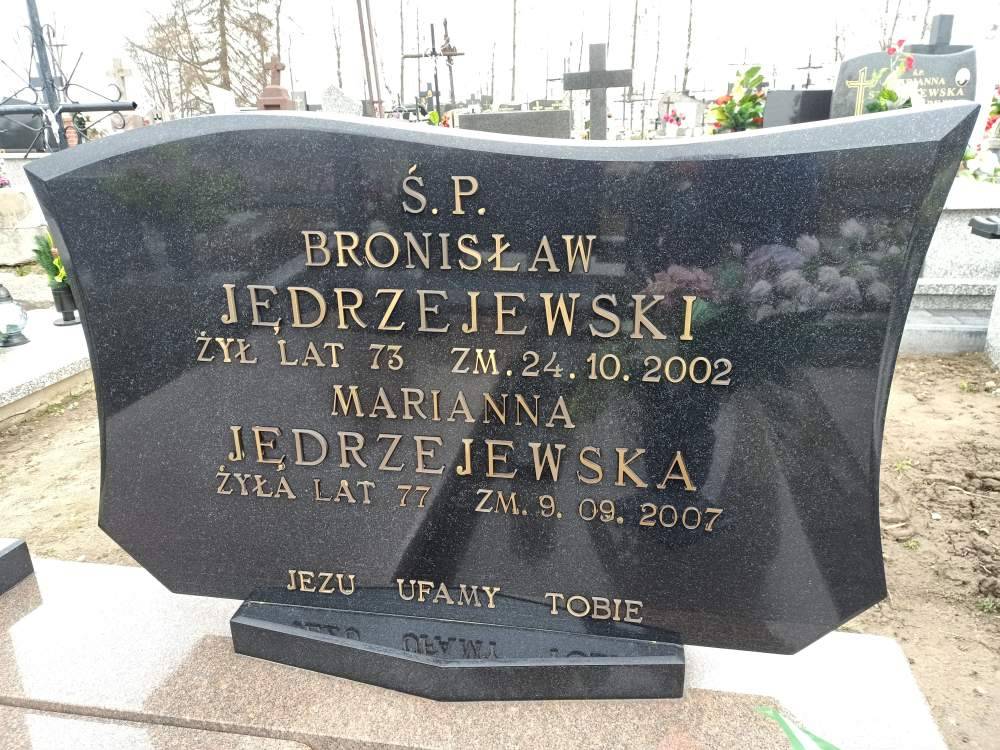 Ś.P.
BRONISŁAW
JĘDRZEJEWSKI
ŻYŁ LAT 73 ZM. 24.10.2002
MARIANNA
JĘDRZEJEWSKA
ŻYŁA LAT 77 ZM. 9.09.2007
JEZU UFAMY TOBIE